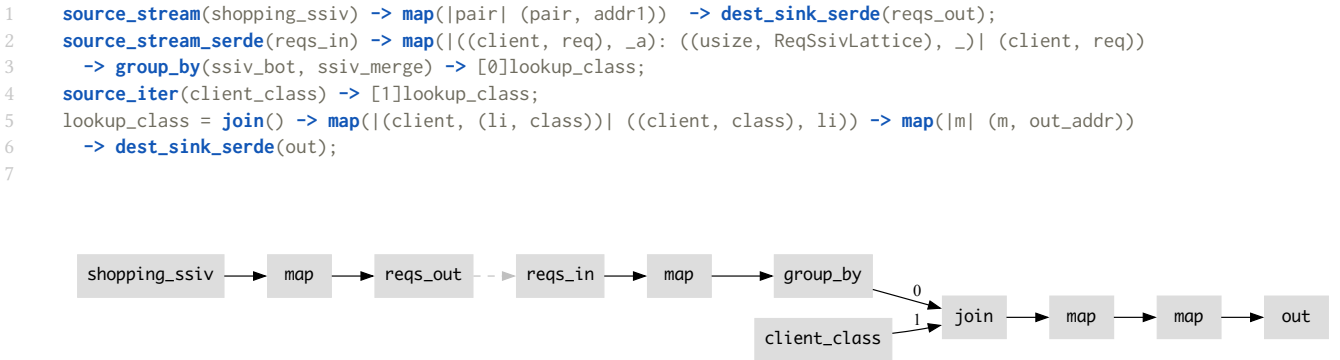 1 source_stream(shopping_ssiv) -> map(|pair| (pair, addr1)) -> dest_sink_serde(reqs_out);
2 source_stream_serde(reqs_in) -> map(|((client, req), _a): ((usize, ReqSsivLattice), _)| (client, req))
3 -> group_by(ssiv_bot, ssiv_merge) -> [0]lookup_class;
4 source_iter(client_class) -> [1]lookup_class;
5 lookup_class = join() -> map(|(client, (li, class))| ((client, class), li)) -> map(|m| (m, out_addr))
6 -> dest_sink_serde(out);
7
shopping_ssiv map reqs_out reqs_in map group_by
0
join map map out
1
client_class